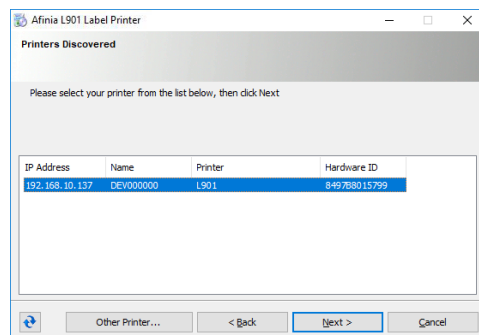 Afinia L901 Label Printer
Printers Discovered
Please select your printer from the list below, then click Next
IP Address Name Printer Hardware ID
192.168.10.137 DEV000000 L901 8497B8015799
Other Printer... < Back Next > Cancel